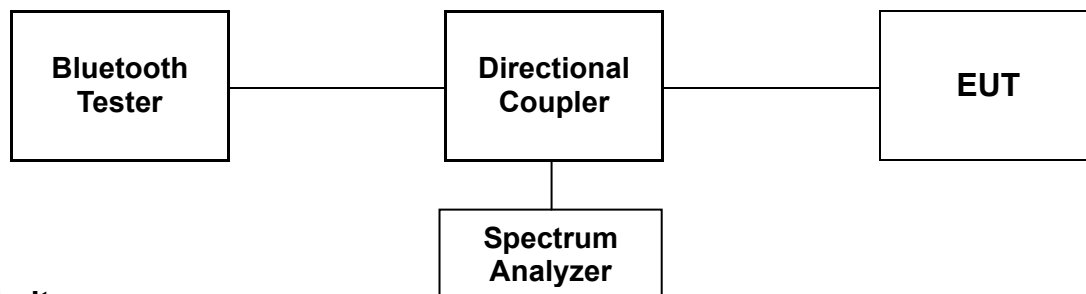 Bluetooth
Tester
Directional
Coupler
EUT
Spectrum
Analyzer